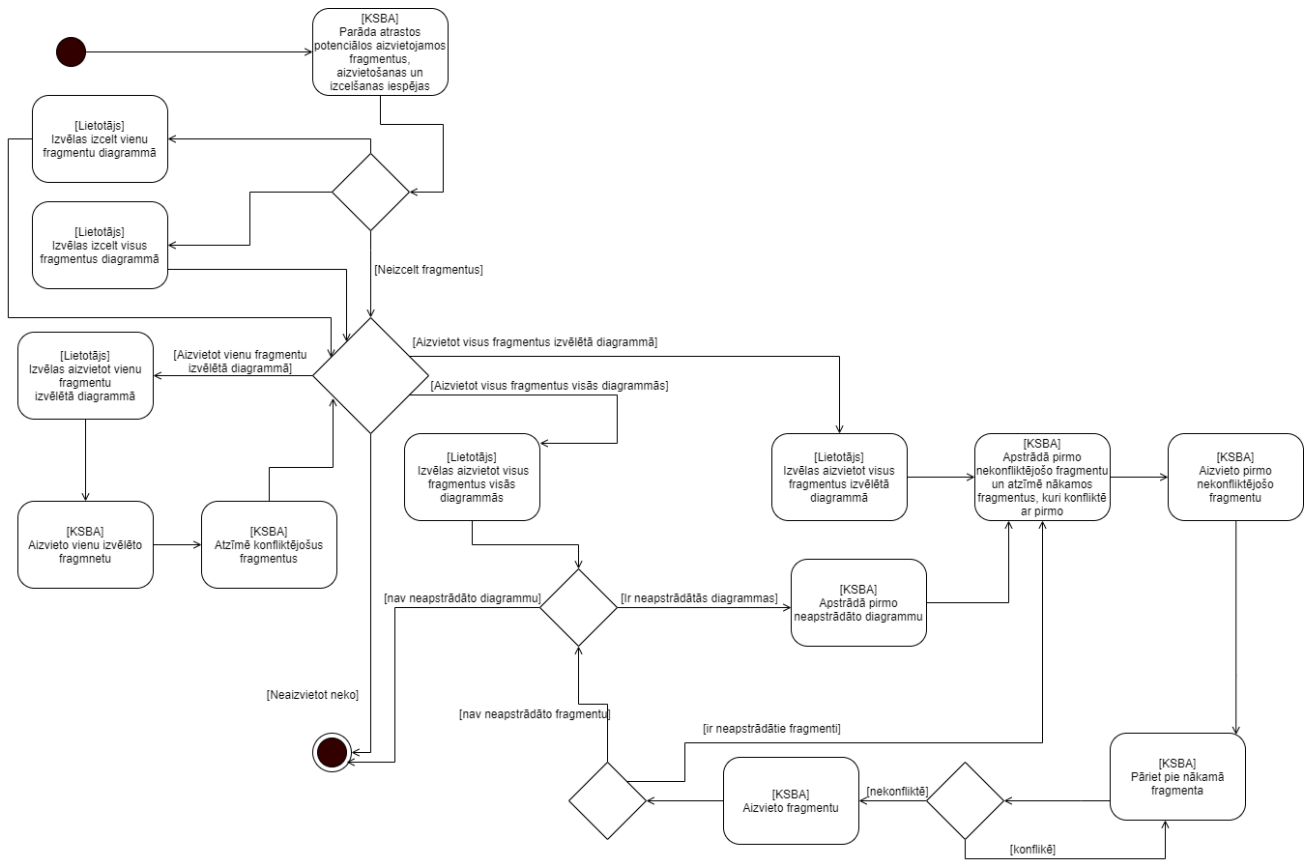 [KSBA]
Parāda atrastos
potenciālos aizvietojamos
fragmentus,
aizvietošanas un
izcelšanas iespējas
[Lietotājs]
Izvēlas izcelt vienu
fragmentu diagrammā
[Lietotājs]
Izvēlas izcelt visus
fragmentus diagrammā
[Neizcelt fragmentus]
[Lietotājs]
Izvēlas aizvietot vienu
fragmentu
izvēlētā diagrammā
[Aizvietot vienu fragmentu
izvēlētā diagrammā]
[Aizvietot visus fragmentus izvēlētā diagrammā]
[Aizvietot visus fragmentus visās diagrammās]
[Lietotājs]
Izvēlas aizvietot visus
fragmentus visās
diagrammās
[Lietotājs]
Izvēlas aizvietot visus
fragmentus izvēlētā
diagrammā
[KSBA]
Apstrādā pirmo
nekonfliktējošo fragmentu
un atzīmē nākamos
fragmentus, kuri konfliktē
ar pirmo
[KSBA]
Aizvieto pirmo
nekonfliktējošo
fragmentu
[KSBA]
Aizvieto vienu izvēlēto
fragmnetu
[KSBA]
Atzīmē konfliktējošus
fragmentus
[nav neapstrādāto diagrammu]
[Ir neapstrādātās diagrammas]
[KSBA]
Apstrādā pirmo
neapstrādāto diagrammu
[Neaizvietot neko]
[nav neapstrādāto fragmentu]
[ir neapstrādātie fragmenti]
[KSBA]
Aizvieto fragmentu
[nekonfliktē]
[KSBA]
Pāriet pie nākamā
fragmenta
[konflikē]